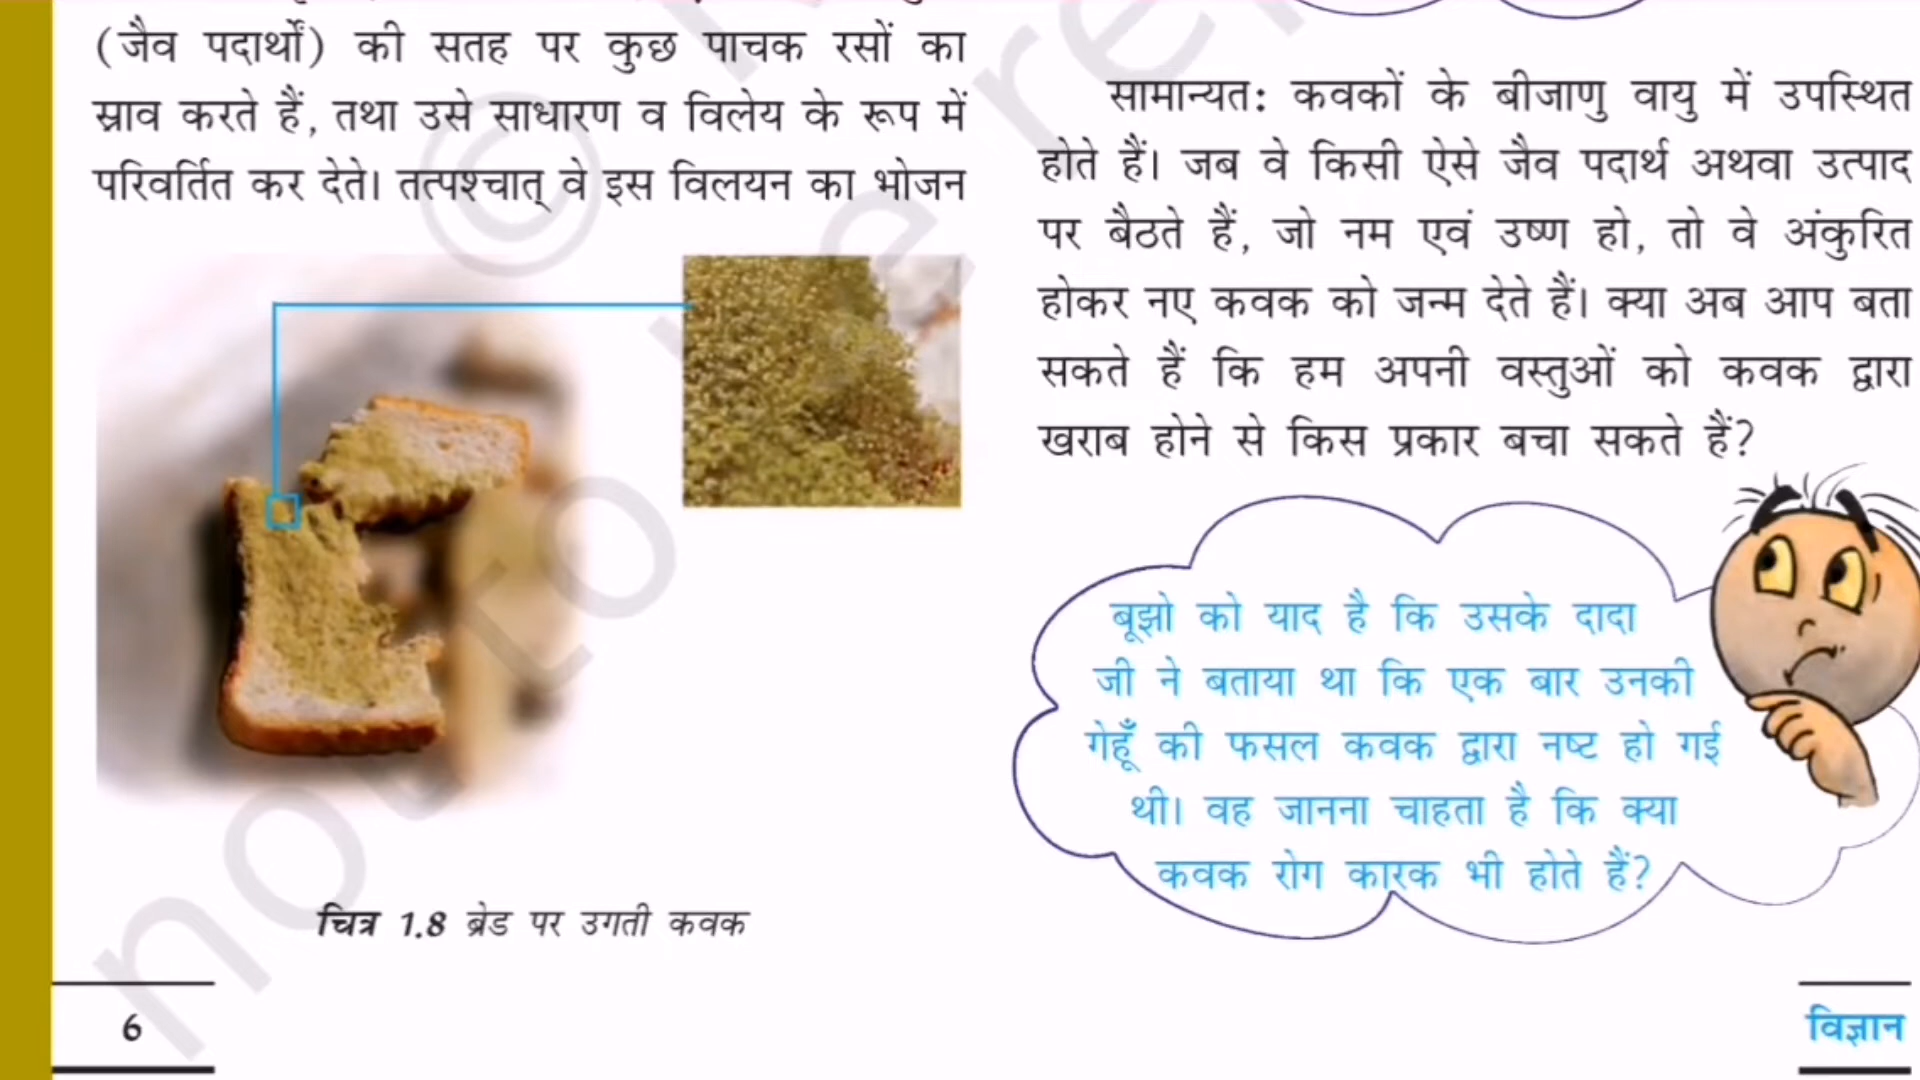 (जैव पदार्थों) की सतह पर कुछ पाचक रसों का
स्राव करते हैं, तथा उसे साधारण व विलेय के रूप में
परिवर्तित कर देते। तत्पश्चात् वे इस विलयन का भोजन
चित्र 1.8 ब्रेड पर उगती कवक
6
सामान्यत: कवकों के बीजाणु वायु में उपस्थित
होते हैं। जब वे किसी ऐसे जैव पदार्थ अथवा उत्पाद
पर बैठते हैं, जो नम एवं उष्ण हो, तो वे अंकुरित
होकर नए कवक को जन्म देते हैं। क्या अब आप बता
सकते हैं कि हम अपनी वस्तुओं को कवक द्वारा
खराब होने से किस प्रकार बचा सकते हैं?
बूझो को याद है कि उसके दादा
जी ने बताया था कि एक बार उनकी
गेहूँ की फसल कवक द्वारा नष्ट हो गई
थी। वह जानना चाहता है कि क्या
कवक रोग कारक भी होते हैं?
विज्ञान
not to
©